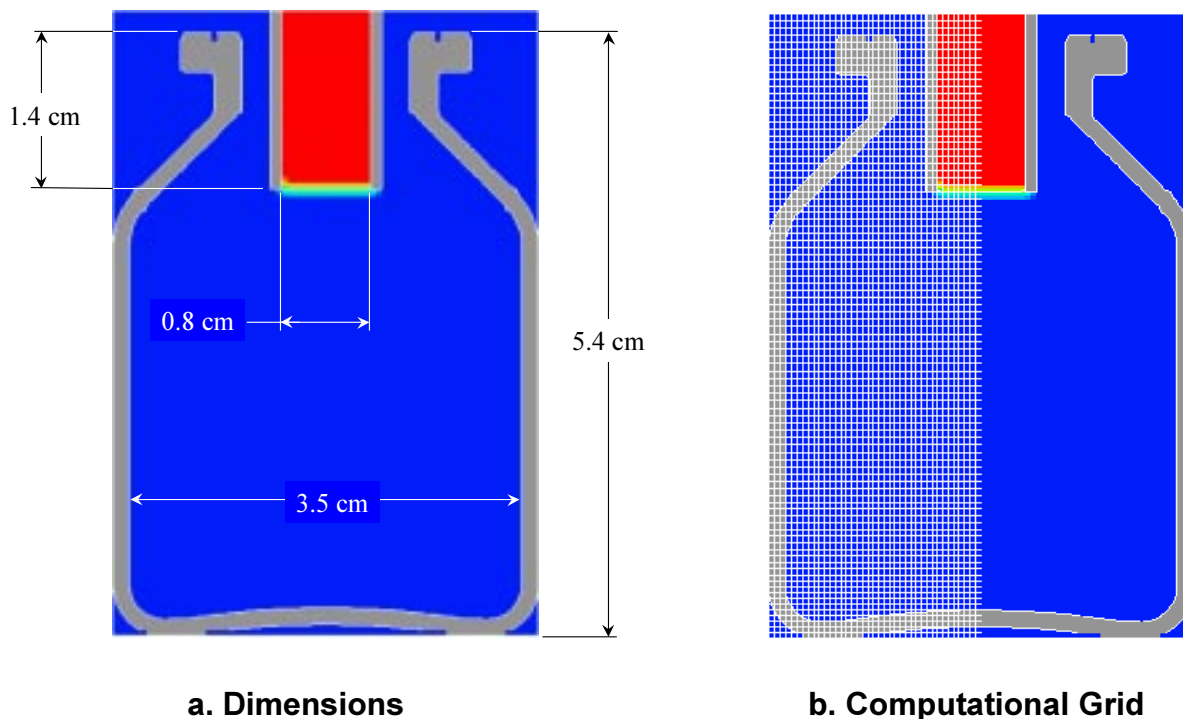 1.4 cm
0.8 cm
5.4 cm
3.5 cm
a. Dimensions
b. Computational Grid